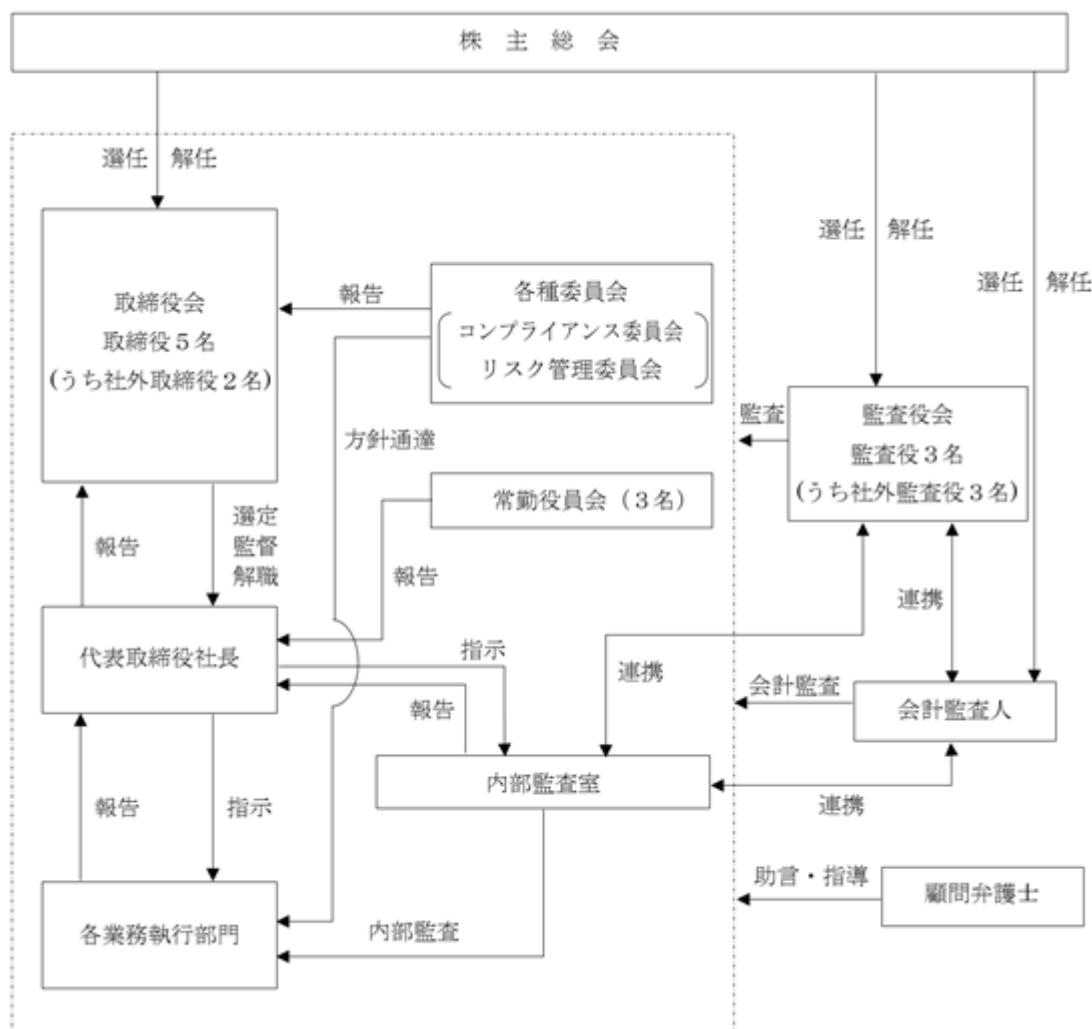 株主総会
選任 解任
選任 解任
選任 解任
取締役会
取締役5名
(うち社外取締役2名)
報告
各種委員会
コンプライアンス委員会
リスク管理委員会
方針通達
監査
監査役会
監査役3名
(うち社外監査役3名)
常勤役員会(3名)
報告
選定
監督
解職
報告
連携
代表取締役社長
指示
報告
連携
会計監査
会計監査人
内部監査室
連携
報告
指示
助言・指導
顧問弁護士
各業務執行部門
内部監査